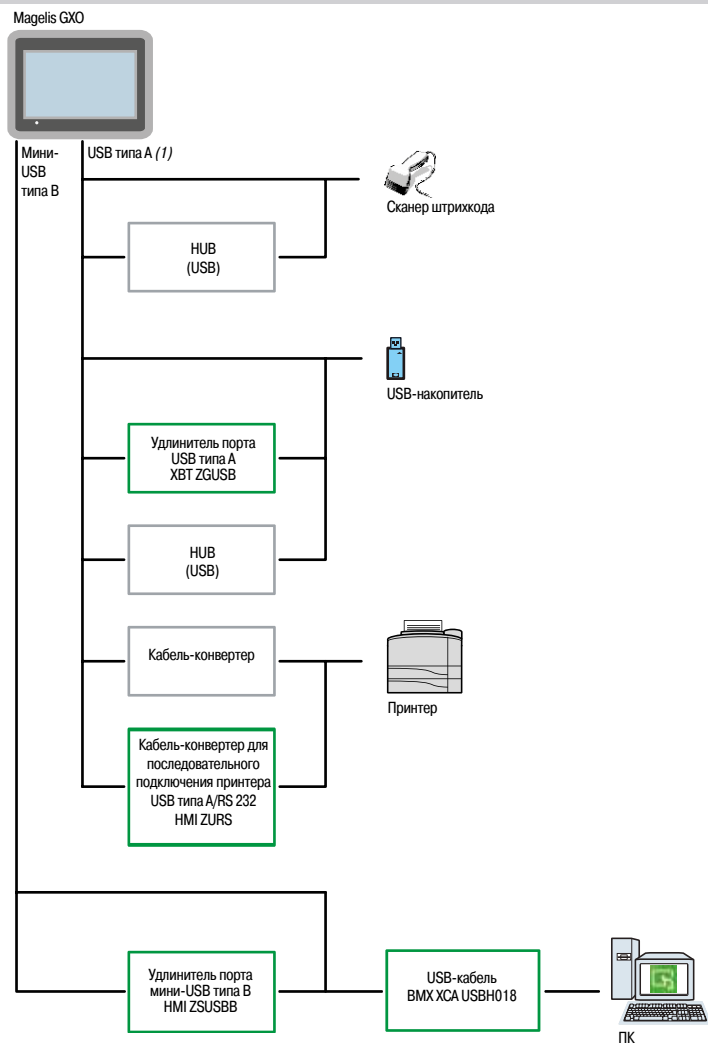 Magelis GXO
Мини-
USB
типа B
USB типа A (1)
Сканер штрихкода
HUB
(USB)
USB-накопитель
Удлинитель порта
USB типа A
XBT ZGUSB
HUB
(USB)
Кабель-конвертер
Принтер
Кабель-конвертер для
последовательного
подключения принтера
USB типа A/RS 232
HMI ZURS
Удлинитель порта
мини-USB типа B
HMI ZSUSBB
USB-кабель
BMX XCA USBH018
ПК